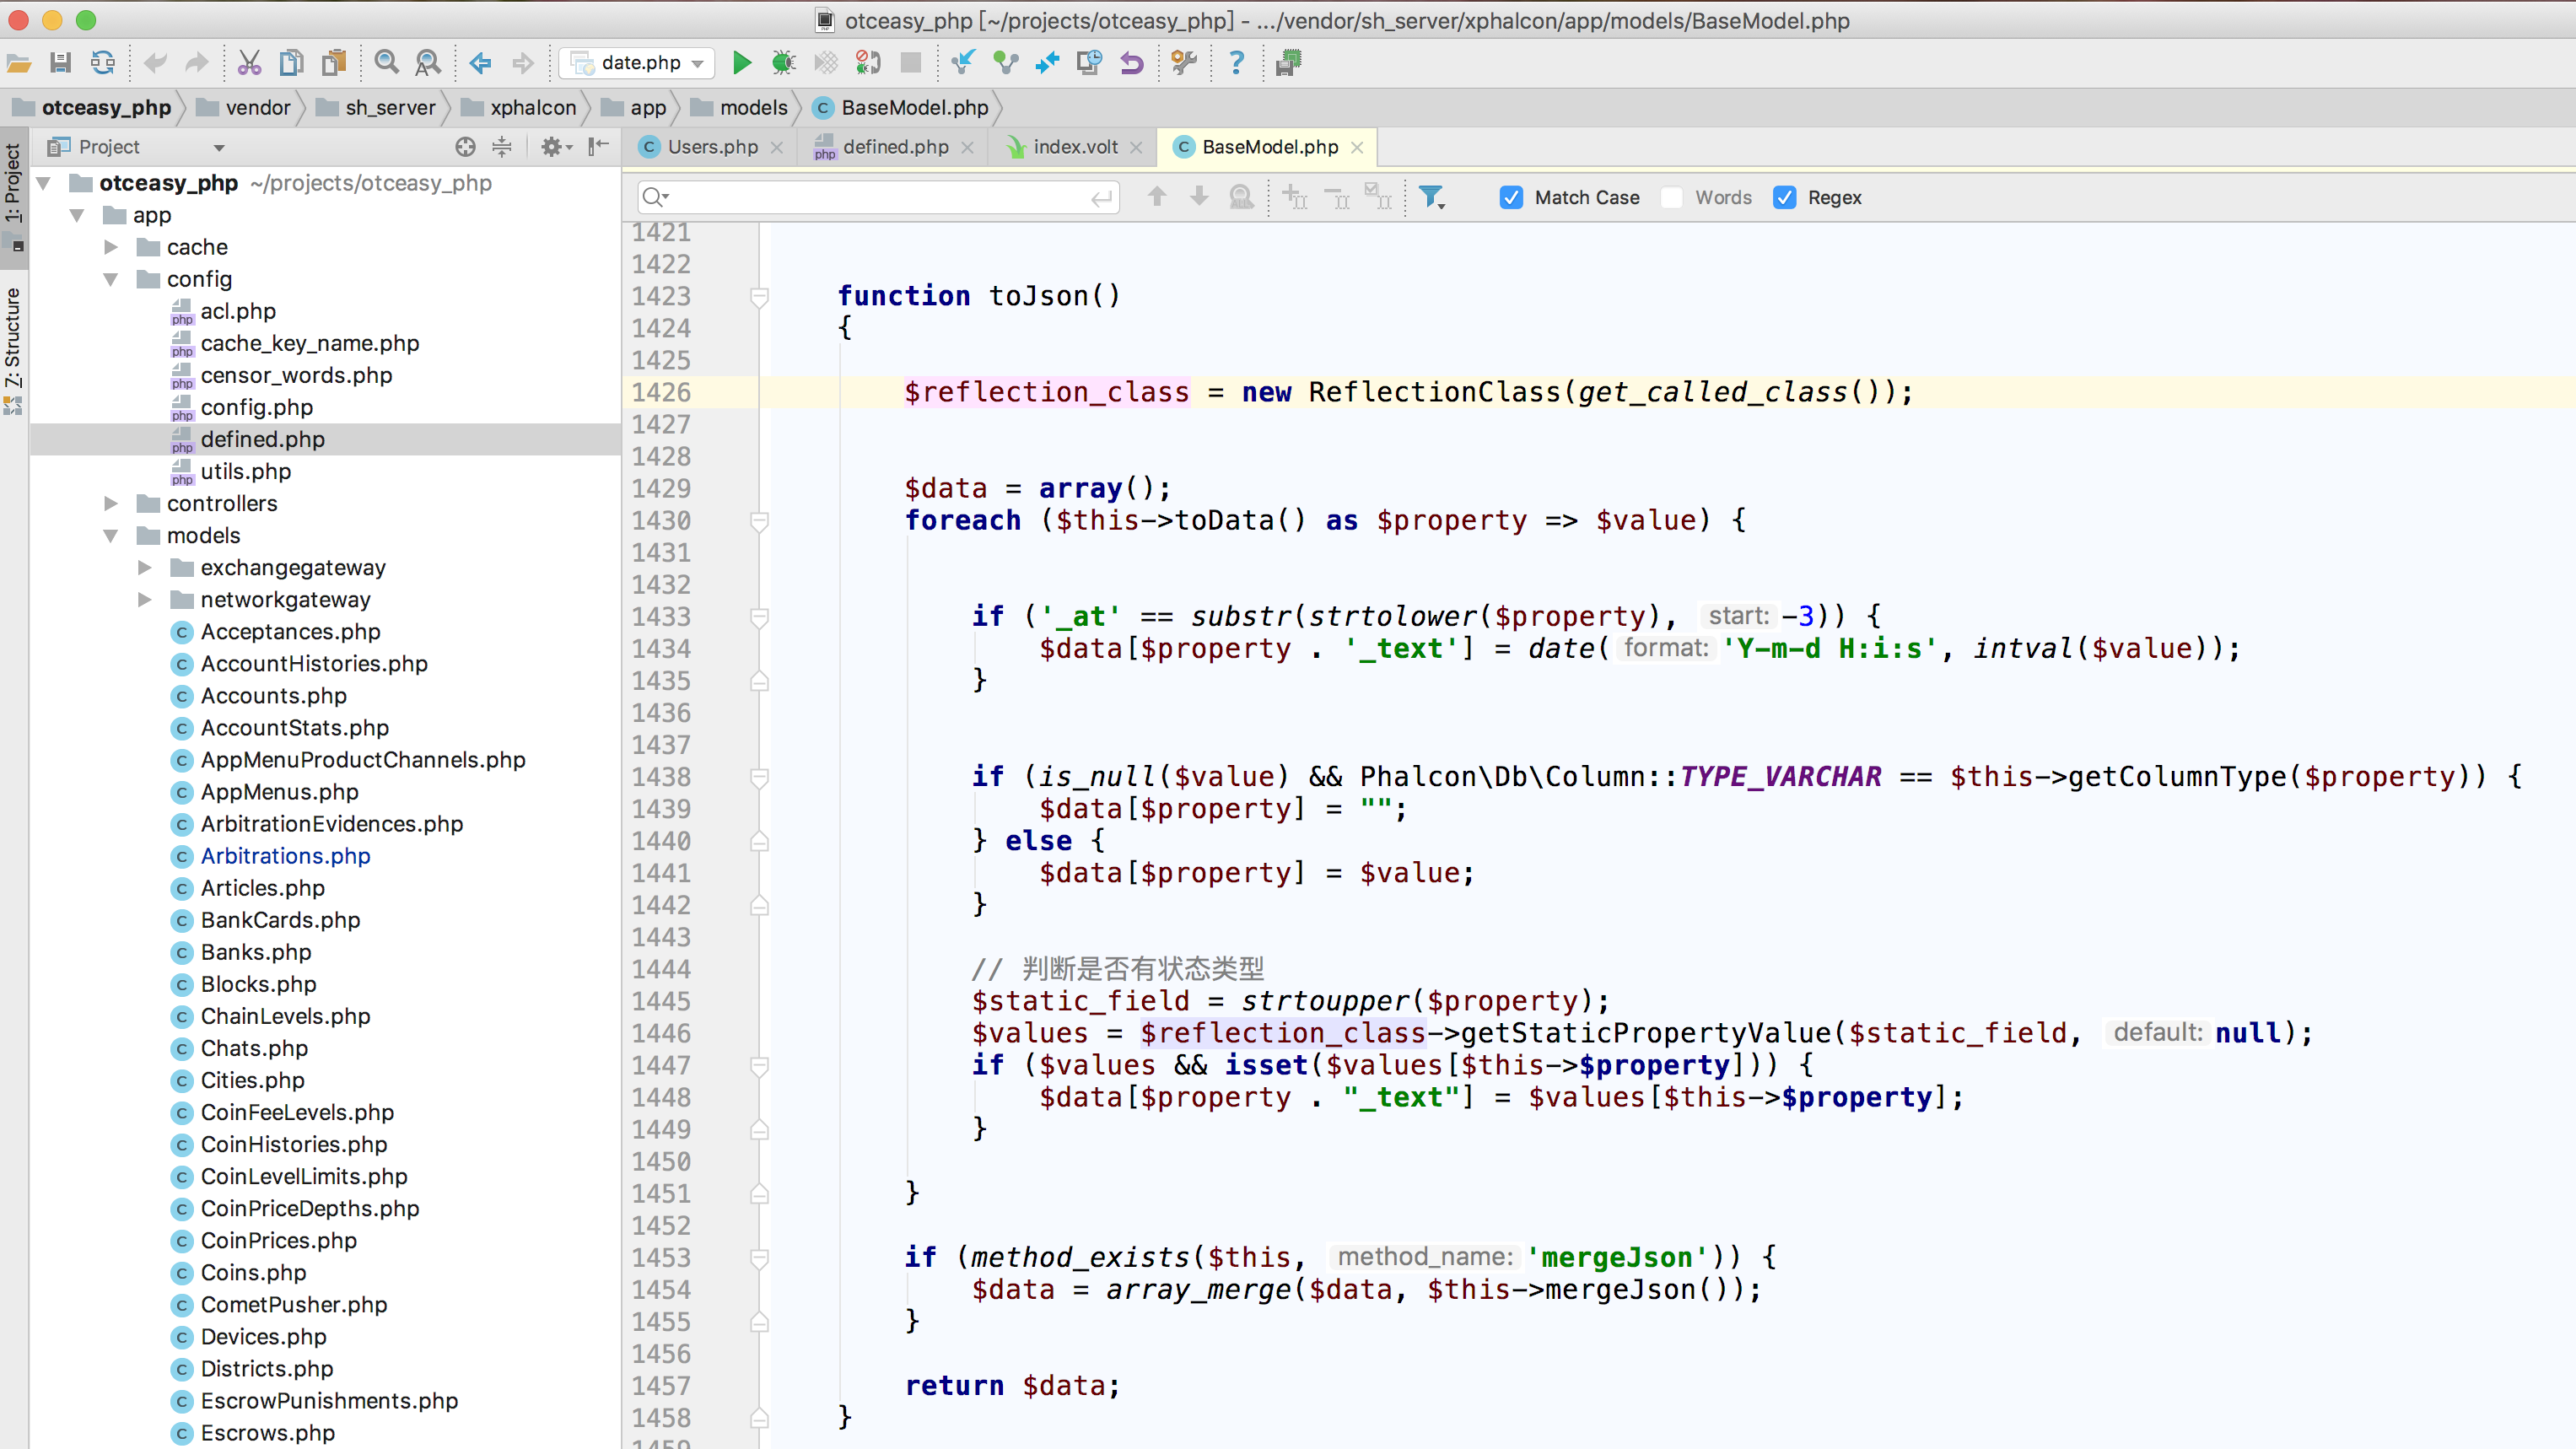 otceasy_php [~/projects/otceasy_php] - .../vendor/sh_server/xphalcon/app/models/BaseModel.php
date.php
otceasy_php vendor sh_server xphalcon app models BaseModel.php
1: Project
7: Structure
Project
otceasy_php ~/projects/otceasy_php
app
cache
config
acl.php
cache_key_name.php
censor_words.php
config.php
defined.php
utils.php
controllers
models
exchangegateway
networkgateway
Acceptances.php
AccountHistories.php
Accounts.php
AccountStats.php
AppMenuProductChannels.php
AppMenus.php
ArbitrationEvidences.php
Arbitrations.php
Articles.php
BankCards.php
Banks.php
Blocks.php
ChainLevels.php
Chats.php
Cities.php
CoinFeeLevels.php
CoinHistories.php
CoinLevelLimits.php
CoinPriceDepths.php
CoinPrices.php
Coins.php
CometPusher.php
Devices.php
Districts.php
EscrowPunishments.php
Escrows.php
Users.php defined.php index.volt BaseModel.php
Match Case Words Regex
1421
1422
1423 function toJson()
1424 {
1425
1426 $reflection_class = new ReflectionClass(get_called_class());
1427
1428
1429 $data = array();
1430 foreach ($this->toData() as $property => $value) {
1431
1432
1433 if ('_at' == substr(strtolower($property), start: -3)) {
1434 $data[$property . '_text'] = date( format: 'Y-m-d H:i:s', intval($value));
1435 }
1436
1437
1438 if (is_null($value) && Phalcon\Db\Column::TYPE_VARCHAR == $this->getColumnType($property)) {
1439 $data[$property] = "";
1440 } else {
1441 $data[$property] = $value;
1442 }
1443
1444 // 判断是否有状态类型
1445 $static_field = strtoupper($property);
1446 $values = $reflection_class->getStaticPropertyValue($static_field, default: null);
1447 if ($values && isset($values[$this->$property])) {
1448 $data[$property . "_text"] = $values[$this->$property];
1449 }
1450
1451 }
1452
1453 if (method_exists($this, method_name: 'mergeJson')) {
1454 $data = array_merge($data, $this->mergeJson());
1455 }
1456
1457 return $data;
1458 }
1459